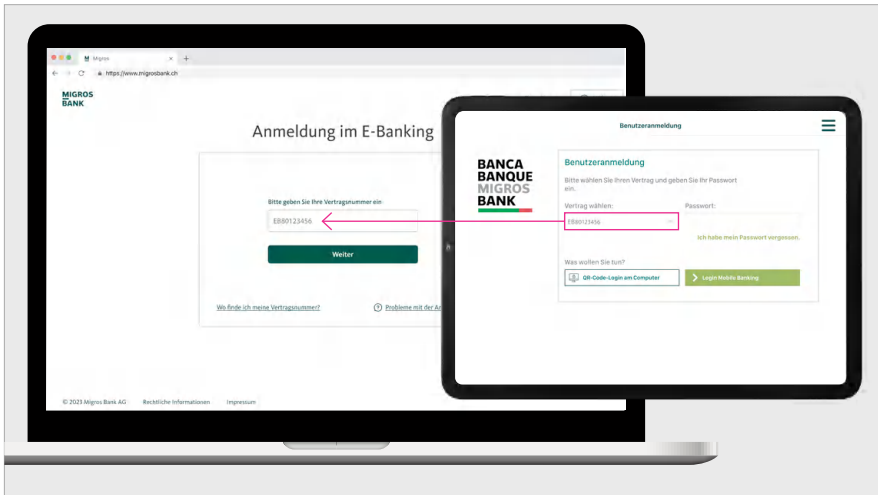 Migros
https://www.migrosbank.ch
MIGROS
BANK
Anmeldung im E-Banking
Bitte geben Sie Ihre Vertragsnummer ein
EB80123456
Weiter
Wo finde ich meine Vertragsnummer?
Probleme mit der
© 2023 Migros Bank AG
Rechtliche Informationen
Impressum
Benutzeranmeldung
BANCA
BANQUE
MIGROS
BANK
Benutzeranmeldung
Bitte wählen Sie Ihren Vertrag und geben Sie Ihr Passwort
ein.
Vertrag wählen:
Passwort:
EB80123456
Ich habe mein Passwort vergessen.
Was wollen Sie tun?
QR-Code-Login am Computer
Login Mobile Banking